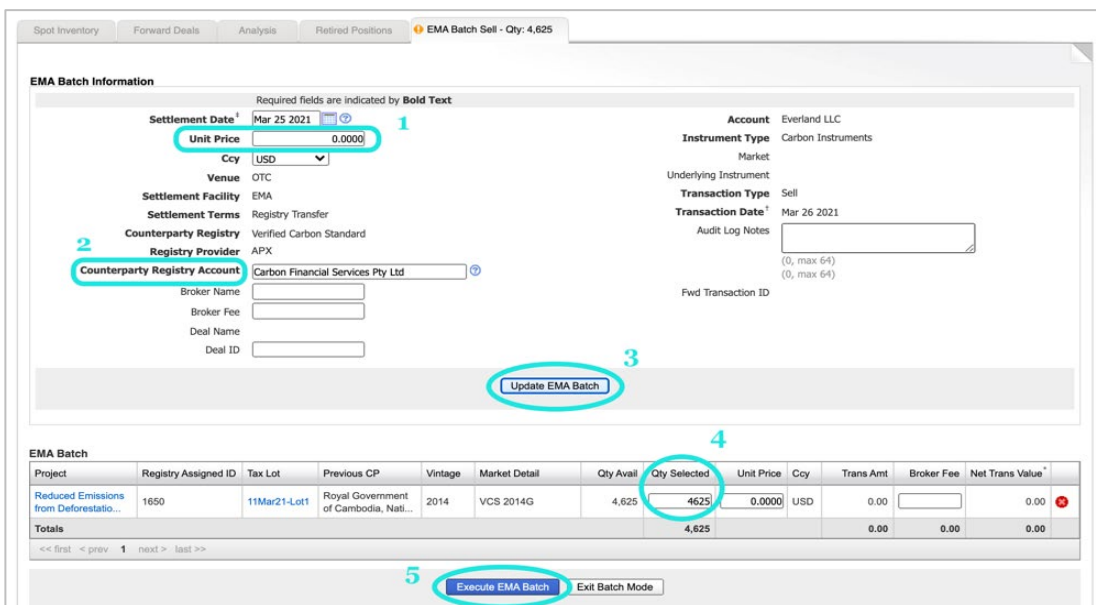 Spot Inventory Forward Deals Analysis Retired Positions EMA Batch Sell - Qty: 4,625
EMA Batch Information
Required fields are indicated by Bold Text
Settlement Date‡ Mar 25 2021 ? 1
Unit Price 0.0000
Ccy USD
Venue OTC
Settlement Facility EMA
Settlement Terms Registry Transfer
Counterparty Registry Verified Carbon Standard
2
Registry Provider APX
Counterparty Registry Account Carbon Financial Services Pty Ltd ?
Broker Name
Broker Fee
Deal Name
Deal ID
Account Everland LLC
Instrument Type Carbon Instruments
Market
Underlying Instrument
Transaction Type Sell
Transaction Date† Mar 26 2021
Audit Log Notes
(0, max 64)
(0, max 64)
Fwd Transaction ID
3
Update EMA Batch
4
EMA Batch
Project Registry Assigned ID Tax Lot Previous CP Vintage Market Detail Qty Avail Qty Selected Unit Price Ccy Trans Amt Broker Fee Net Trans Value*
Reduced Emissions from Deforestatio... 1650 11Mar21-Lot1 Royal Government of Cambodia, Nati... 2014 VCS 2014G 4,625 4625 0.0000 USD 0.00 0.00
Totals 4,625 0.00 0.00 0.00
<< first < prev 1 next > last >>
5
Execute EMA Batch Exit Batch Mode